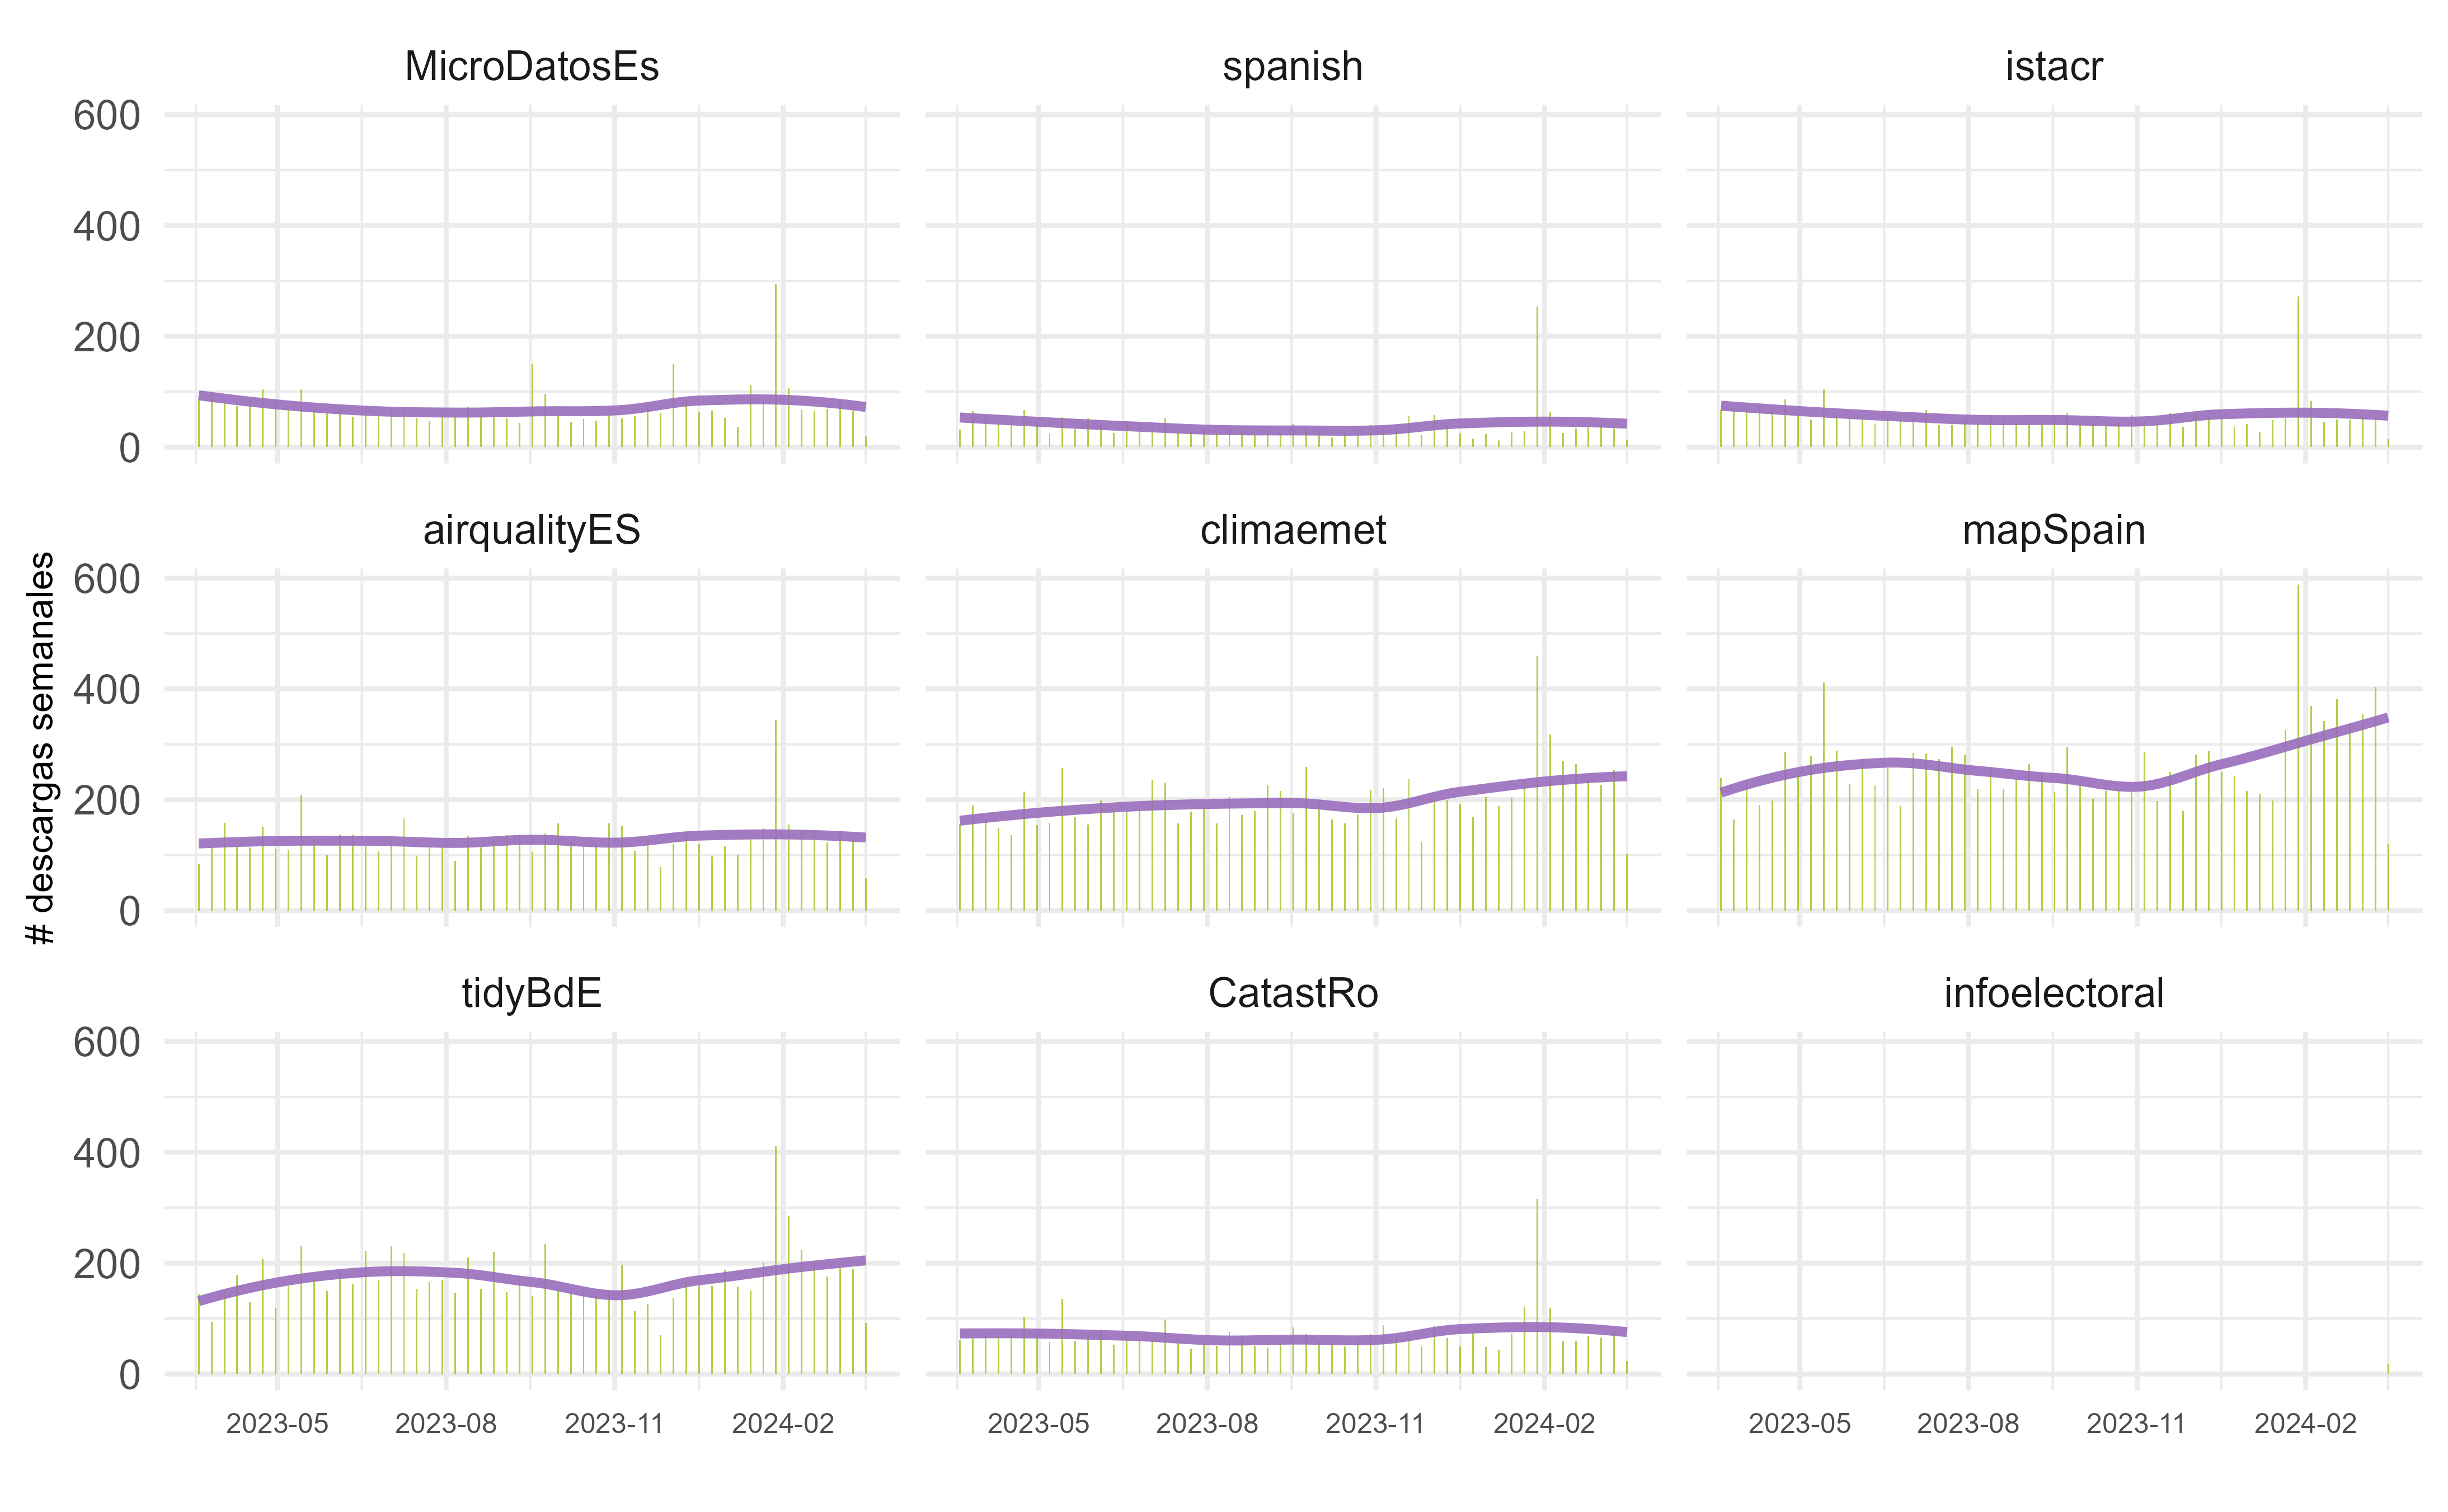 MicroDatosEs
spanish
istacr
600
400
200
0
airqualityES
climaemet
mapSpain
# descargas semanales
600
400
200
0
tidyBdE
CatastRo
infoelectoral
600
400
200
0
2023-05 2023-08 2023-11 2024-02
2023-05 2023-08 2023-11 2024-02
2023-05 2023-08 2023-11 2024-02